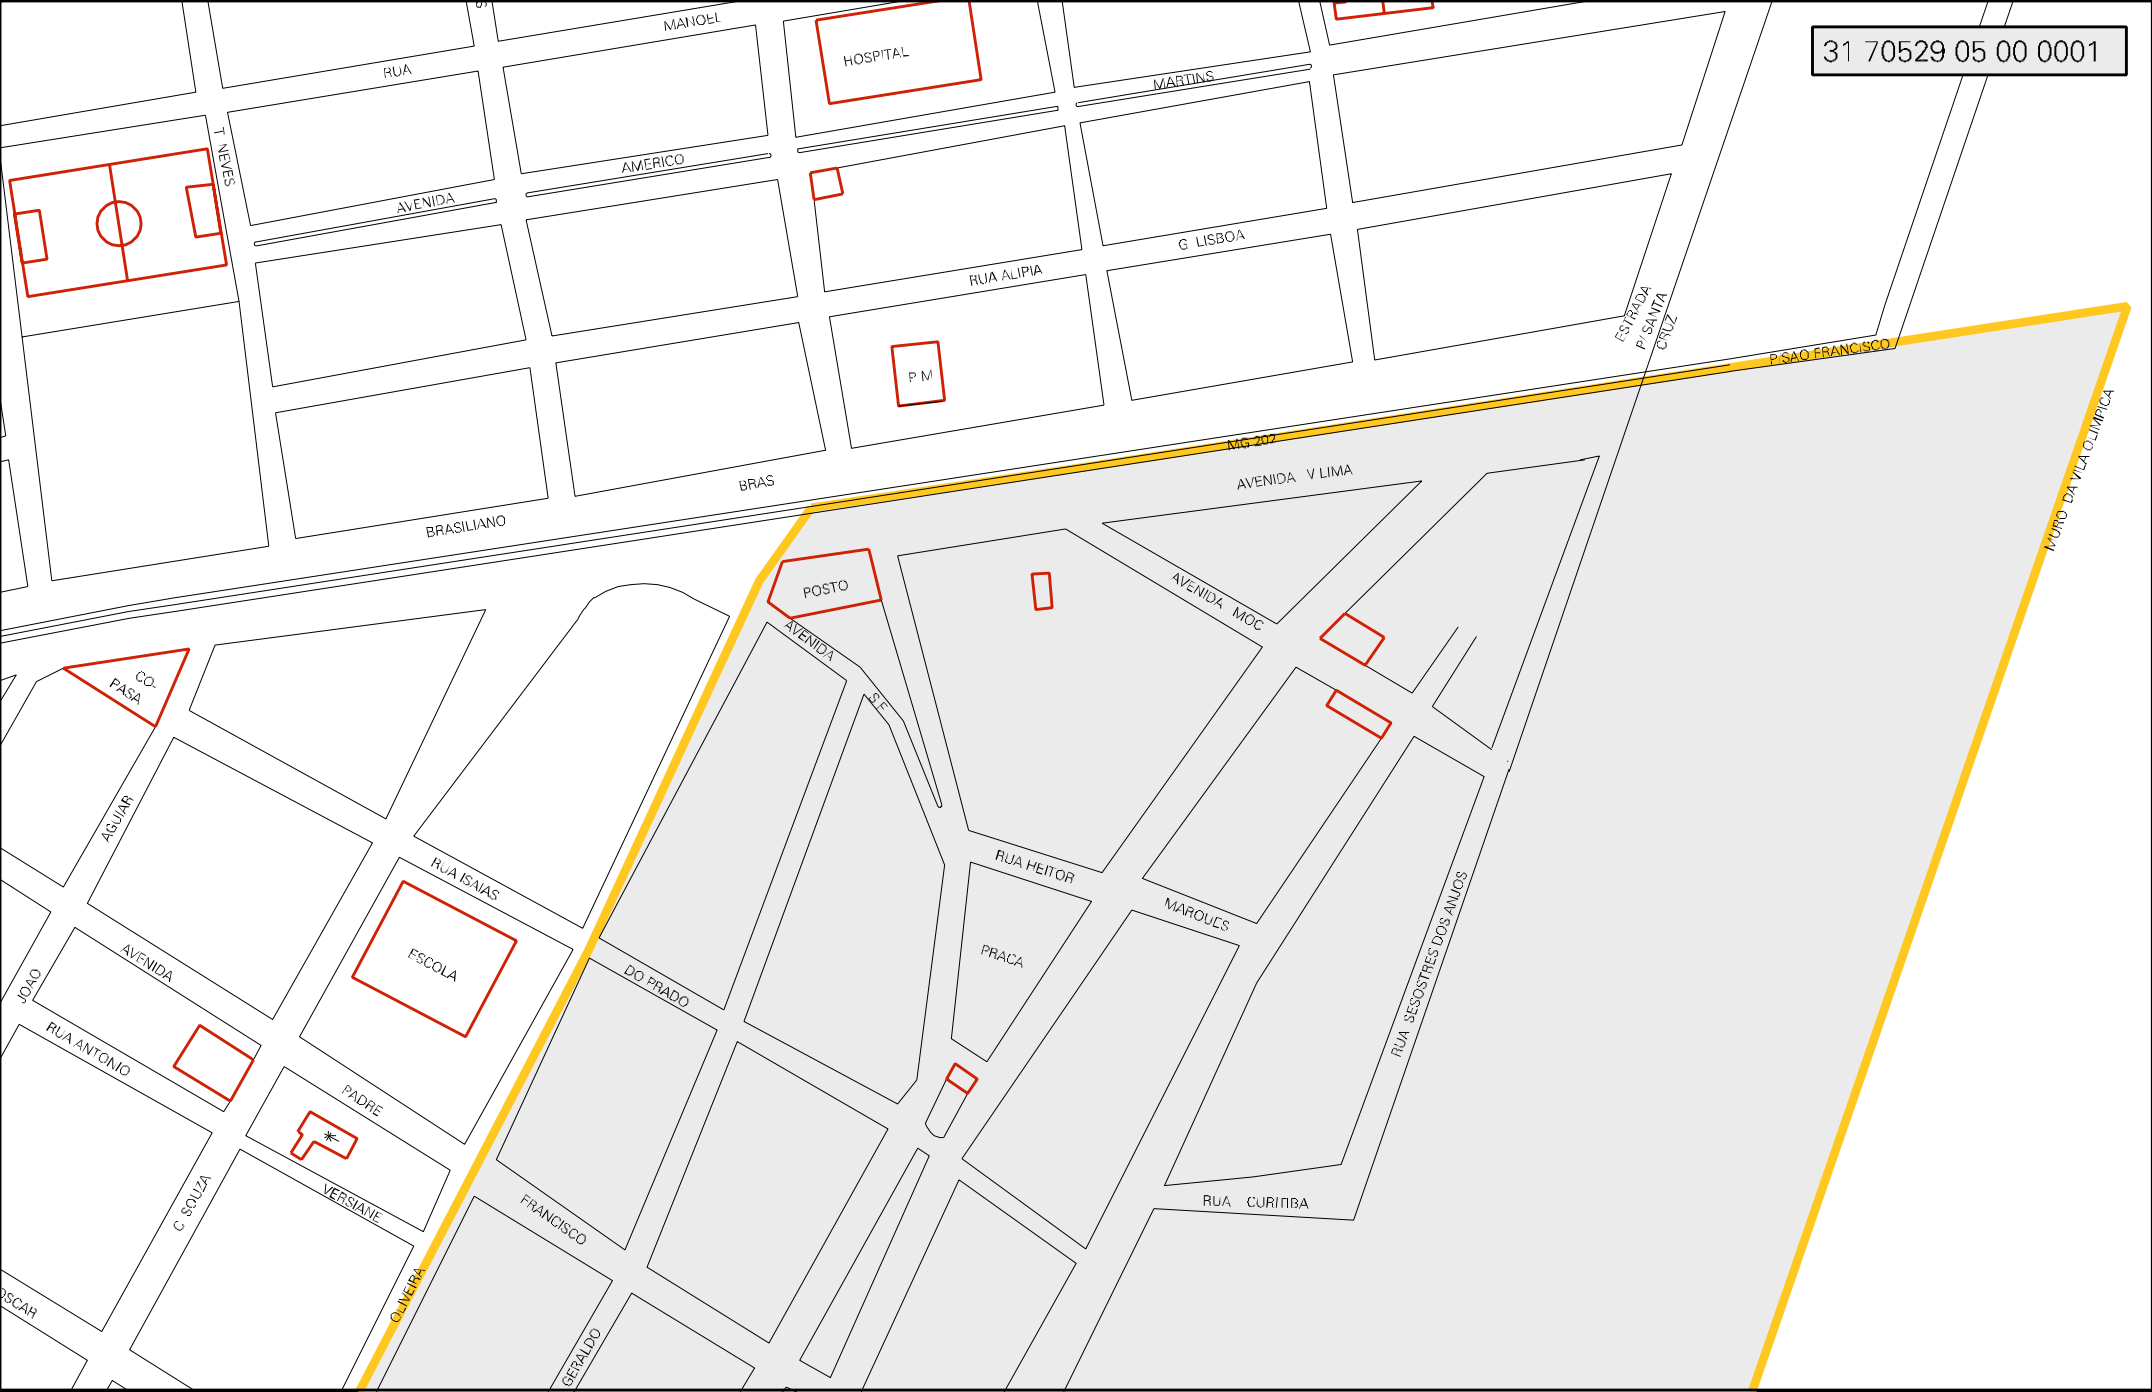 MANOEL
31 70529 05 00 0001
RUA
HOSPITAL
MARTINS
T NEVES
AMERICO
AVENIDA
G LISBOA
RUA ALIPIA
ESTRADA
P/ SANTA
CRUZ
P/SAO FRANCISCO
P M
MURO DA VILA OLIMPICA
MG 202
AVENIDA V LIMA
BRAS
BRASILIANO
POSTO
AVENIDA MOC
AVENIDA
S F
CO-
PASA
AGUIAR
RUA ISAIAS
RUA HEITOR
MARQUES
RUA SESOSTRES DOS ANJOS
ESCOLA
PRACA
AVENIDA
DO PRADO
JOAO
RUA ANTONIO
PADRE
C SOUZA
VERSIANE
FRANCISCO
RUA CURITIBA
OLIVEIRA
OSCAR
GERALDO